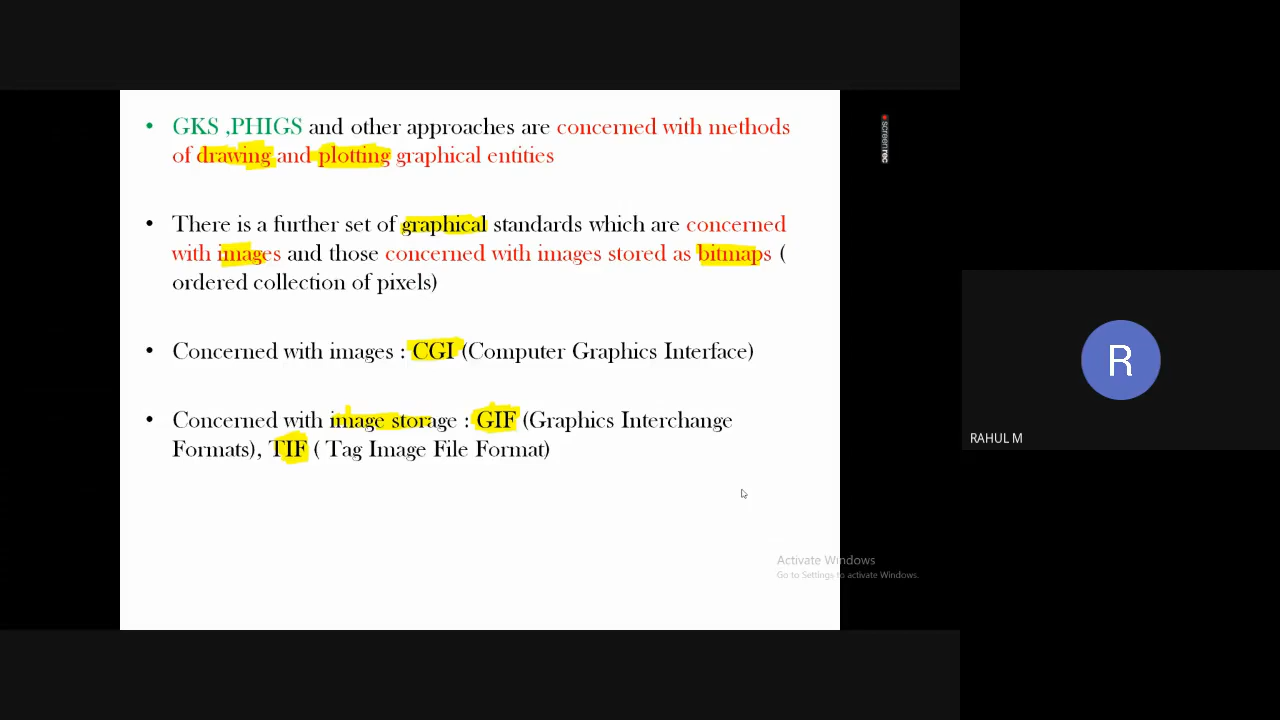 • GKS ,PHIGS and other approaches are concerned with methods
of drawing and plotting graphical entities
• There is a further set of graphical standards which are concerned
with images and those concerned with images stored as bitmaps (
ordered collection of pixels)
• Concerned with images : CGI (Computer Graphics Interface)
• Concerned with image storage : GIF (Graphics Interchange
Formats), TIF ( Tag Image File Format)
screenrec
R
RAHUL M
Activate Windows
Go to Settings to activate Windows.